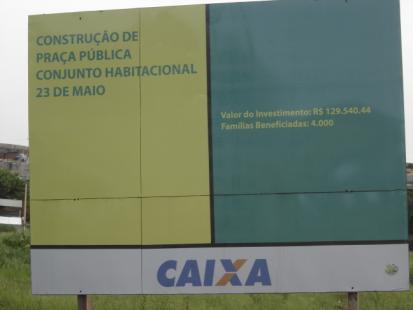 CONSTRUÇÃO DE
PRAÇA PÚBLICA
CONJUNTO HABITACIONAL
23 DE MAIO
Valor do Investimento: R$ 129.540.44
Famílias Beneficiadas: 4.000
CAIXA